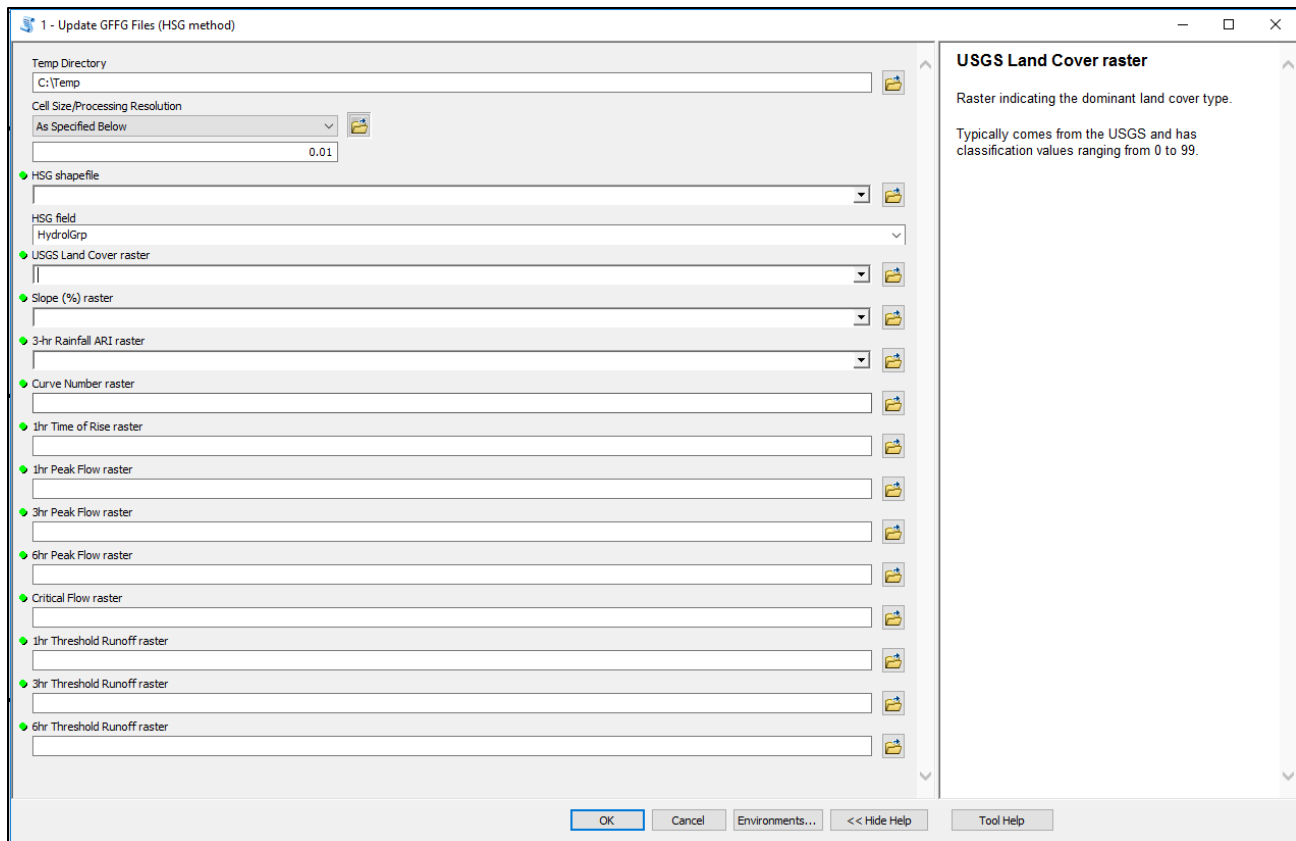 1 - Update GFFG Files (HSG method)
Temp Directory
C:\Temp
Cell Size/Processing Resolution
As Specified Below
0.01
HSG shapefile
HSG field
HydrolGrp
USGS Land Cover raster
Slope (%) raster
3-hr Rainfall ARI raster
Curve Number raster
1hr Time of Rise raster
1hr Peak Flow raster
3hr Peak Flow raster
6hr Peak Flow raster
Critical Flow raster
1hr Threshold Runoff raster
3hr Threshold Runoff raster
6hr Threshold Runoff raster
USGS Land Cover raster
Raster indicating the dominant land cover type.
Typically comes from the USGS and has
classification values ranging from 0 to 99.
OK
Cancel
Environments...
<< Hide Help
Tool Help